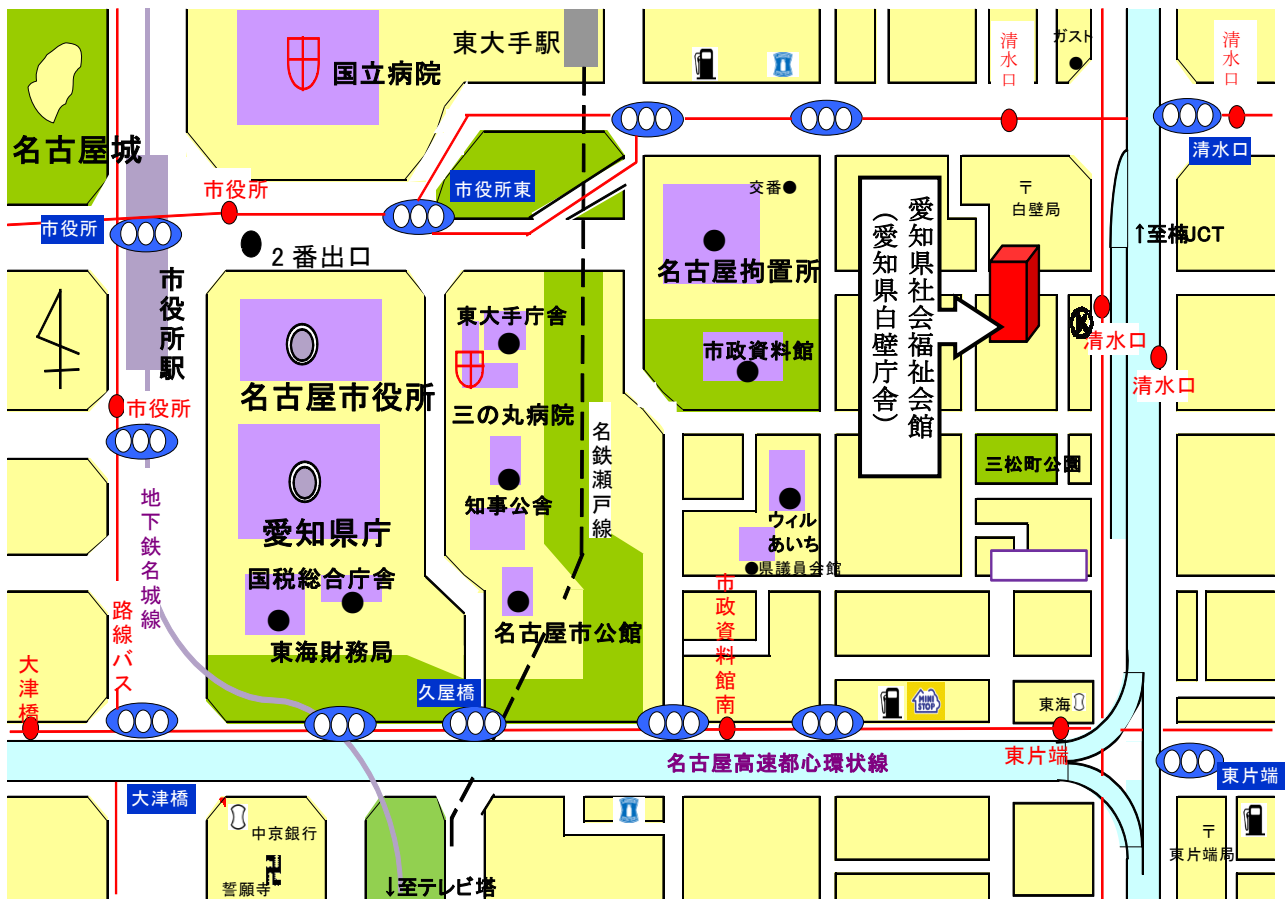 東大手駅
国立病院
ガスト
清水口
清水口
名古屋城
清水口
市役所
市役所東
交番
〒
白壁局
市役所
2番出口
↑至楠JCT
市役所駅
名古屋拘置所
愛知県社会福祉会館
（愛知県白壁庁舎）
東大手庁舎
市政資料館
清水口
清水口
名古屋市役所
市役所
三の丸病院
名鉄瀬戸線
三松町公園
知事公舎
ウィル
あいち
県議員会館
愛知県庁
地下鉄名城線
国税総合庁舎
路線バス
名古屋市公館
東海財務局
市政資料館南
大津橋
久屋橋
MINI
STOP
東海
東片端
名古屋高速都心環状線
東片端
大津橋
中京銀行
〒
東片端局
誓願寺
↓至テレビ塔